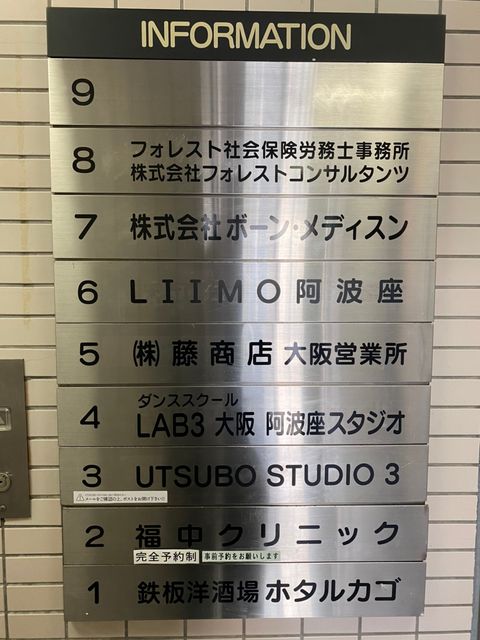 INFORMATION
9
8 フォレスト社会保険労務士事務所
株式会社フォレストコンサルタンツ
7 株式会社ボーン・メディスン
6 LIIMO阿波座
5 ㈱藤商店 大阪営業所
ダンススクール
4 LAB3 大阪 阿波座スタジオ
3 UTSUBO STUDIO 3
2 福中クリニック
完全予約制 事前予約をお願いします
1 鉄板洋酒場 ホタルカゴ